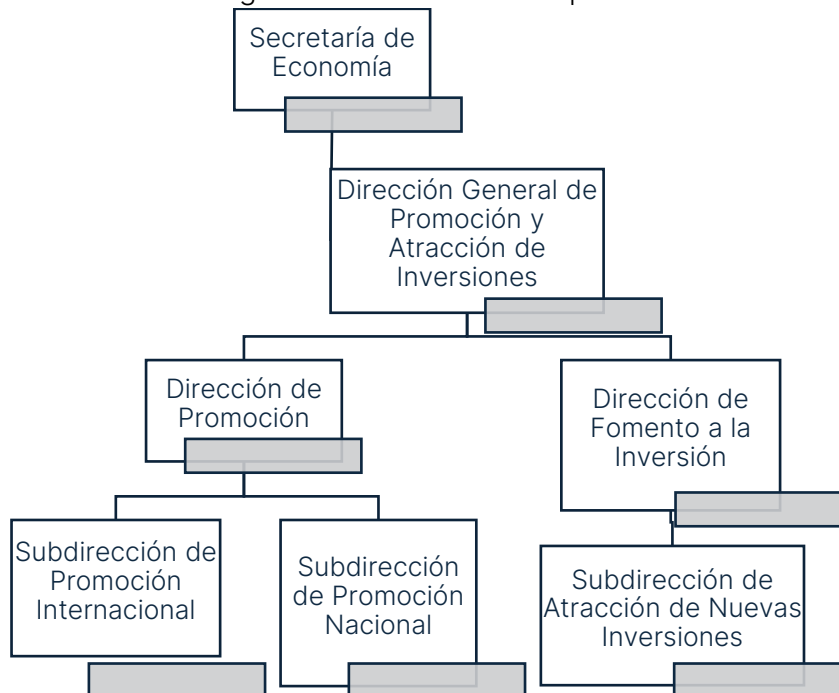 Secretaría de
Economía
Dirección General de
Promoción y
Atracción de
Inversiones
Dirección de
Promoción
Dirección de
Fomento a la
Inversión
Subdirección de
Promoción
Internacional
Subdirección
de Promoción
Nacional
Subdirección de
Atracción de Nuevas
Inversiones